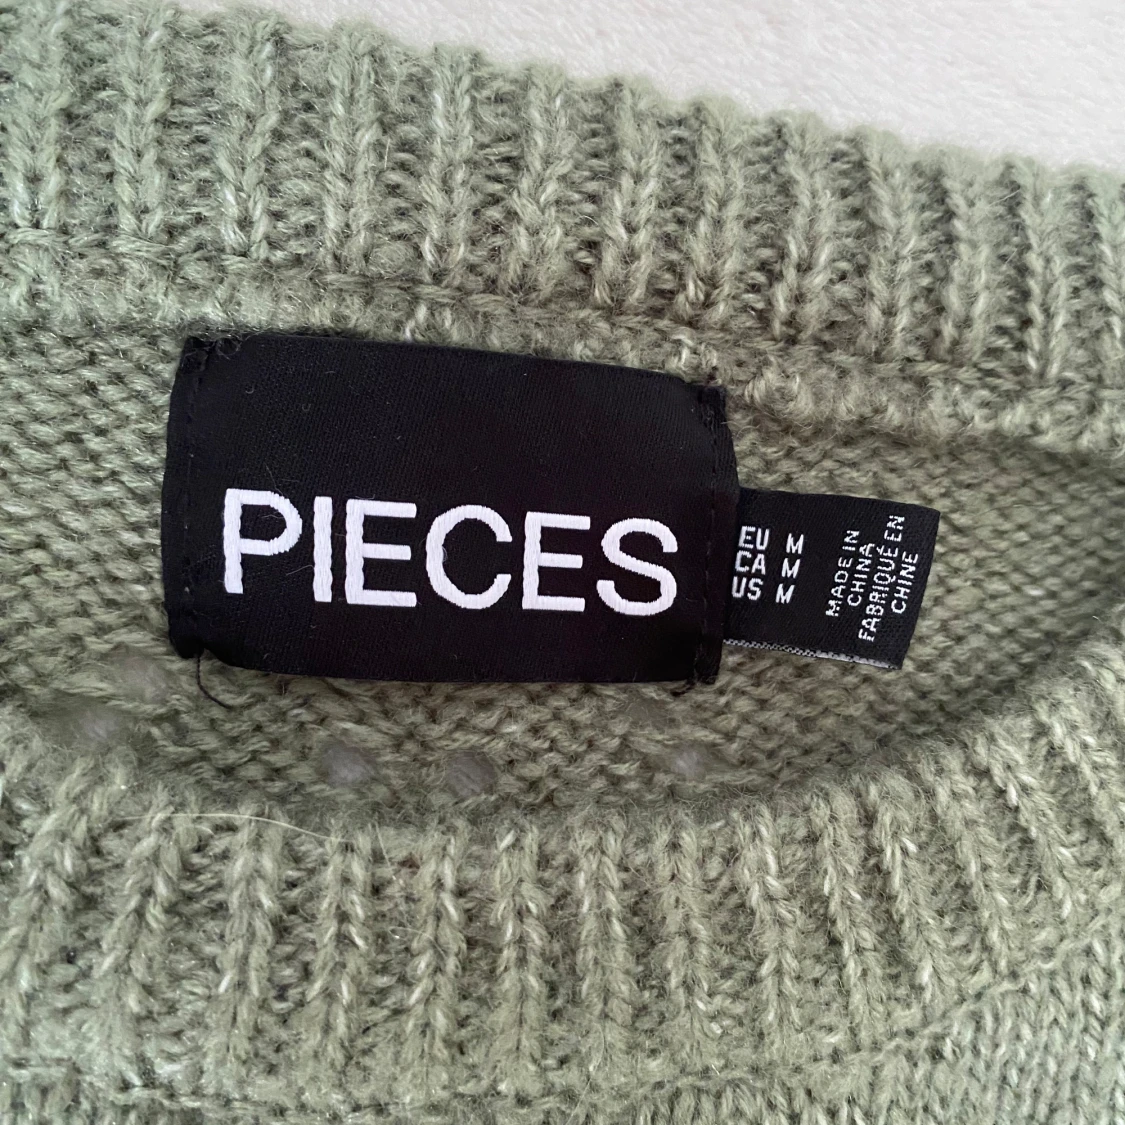 PIECES
EU M
CA M
US M
MADE IN
CHINA
FABRIQUÉ EN
CHINE